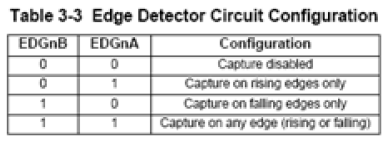 Table 3-3 Edge Detector Circuit Configuration
EDGnB EDGnA Configuration
0 0 Capture disabled
0 1 Capture on rising edges only
1 0 Capture on falling edges only
1 1 Capture on any edge (rising or falling)